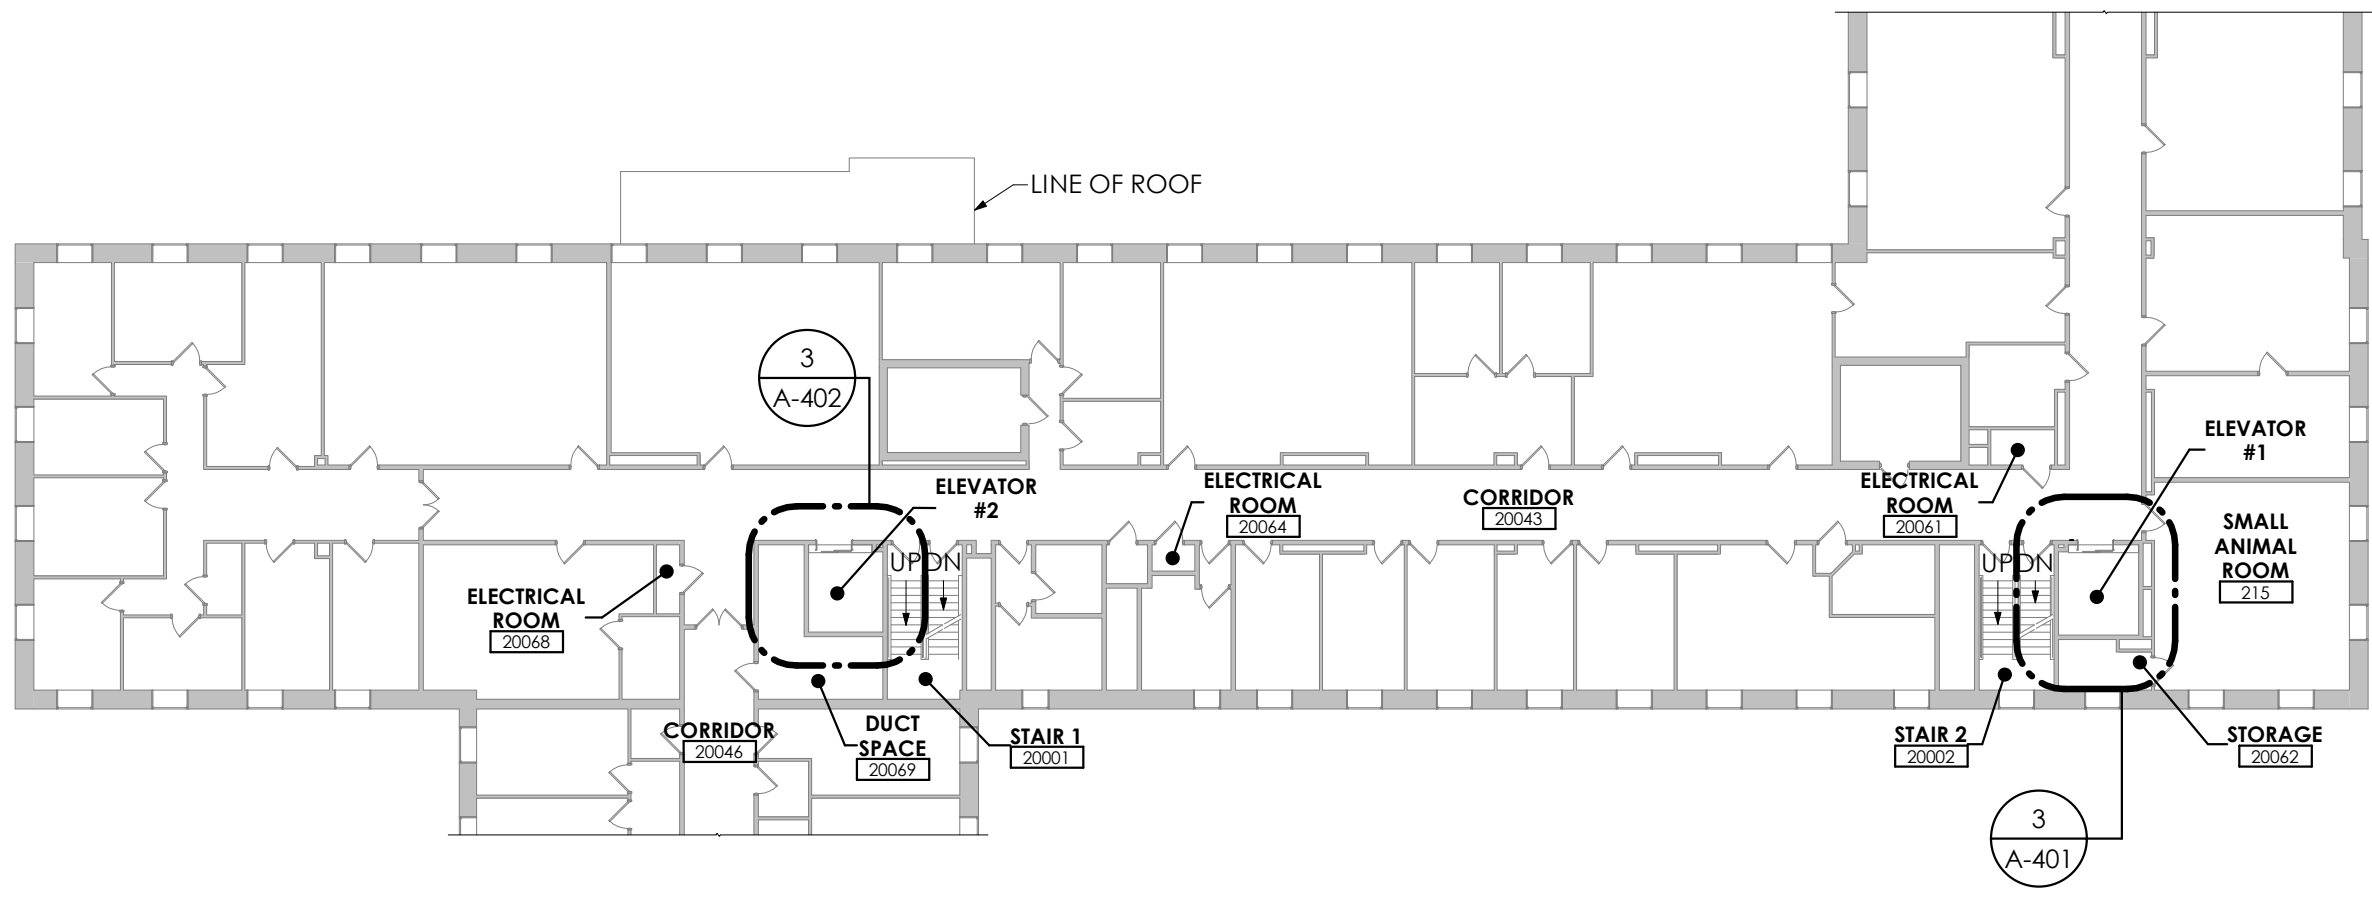 LINE OF ROOF
3
A-402
ELEVATOR
#2
ELECTRICAL
ROOM
20064
CORRIDOR
20043
ELECTRICAL
ROOM
20061
ELEVATOR
#1
SMALL
ANIMAL
ROOM
215
UP DN
UP DN
ELECTRICAL
ROOM
20068
CORRIDOR
20046
DUCT
SPACE
20069
STAIR 1
20001
STAIR 2
20002
STORAGE
20062
3
A-401